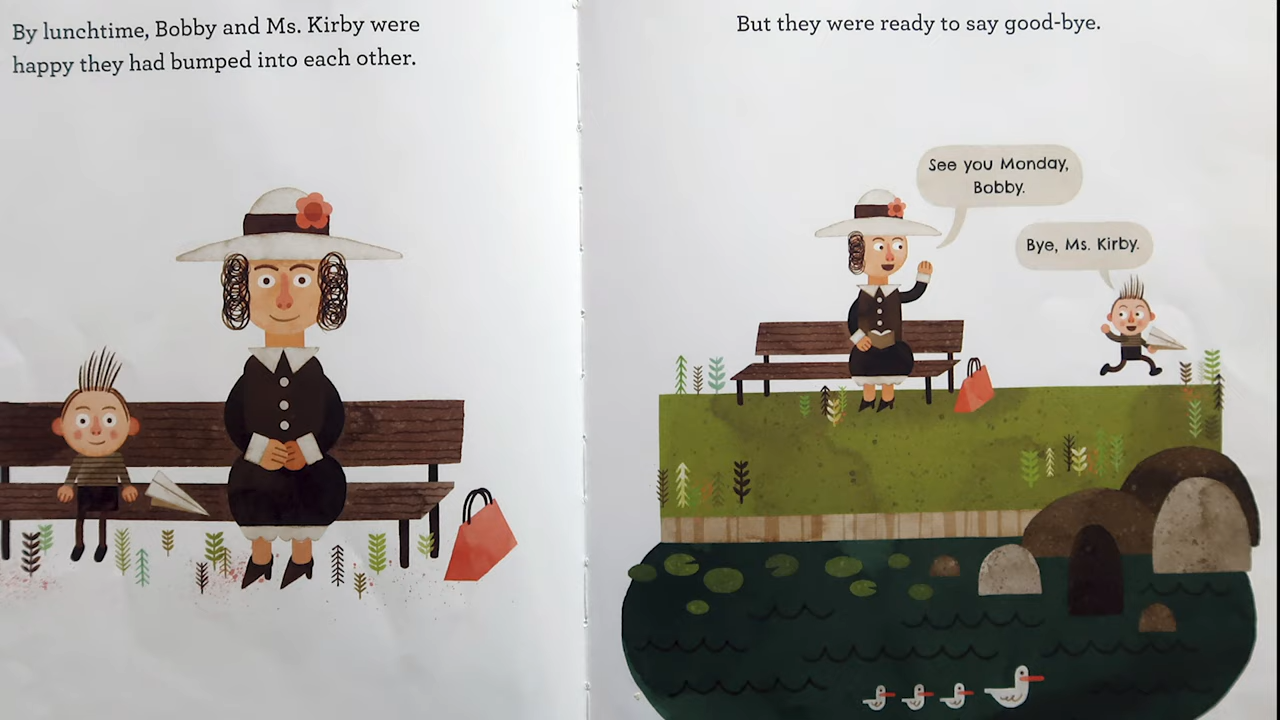 By lunchtime, Bobby and Ms. Kirby were
happy they had bumped into each other.
But they were ready to say good-bye.
See you Monday,
Bobby.
Bye, Ms. Kirby.